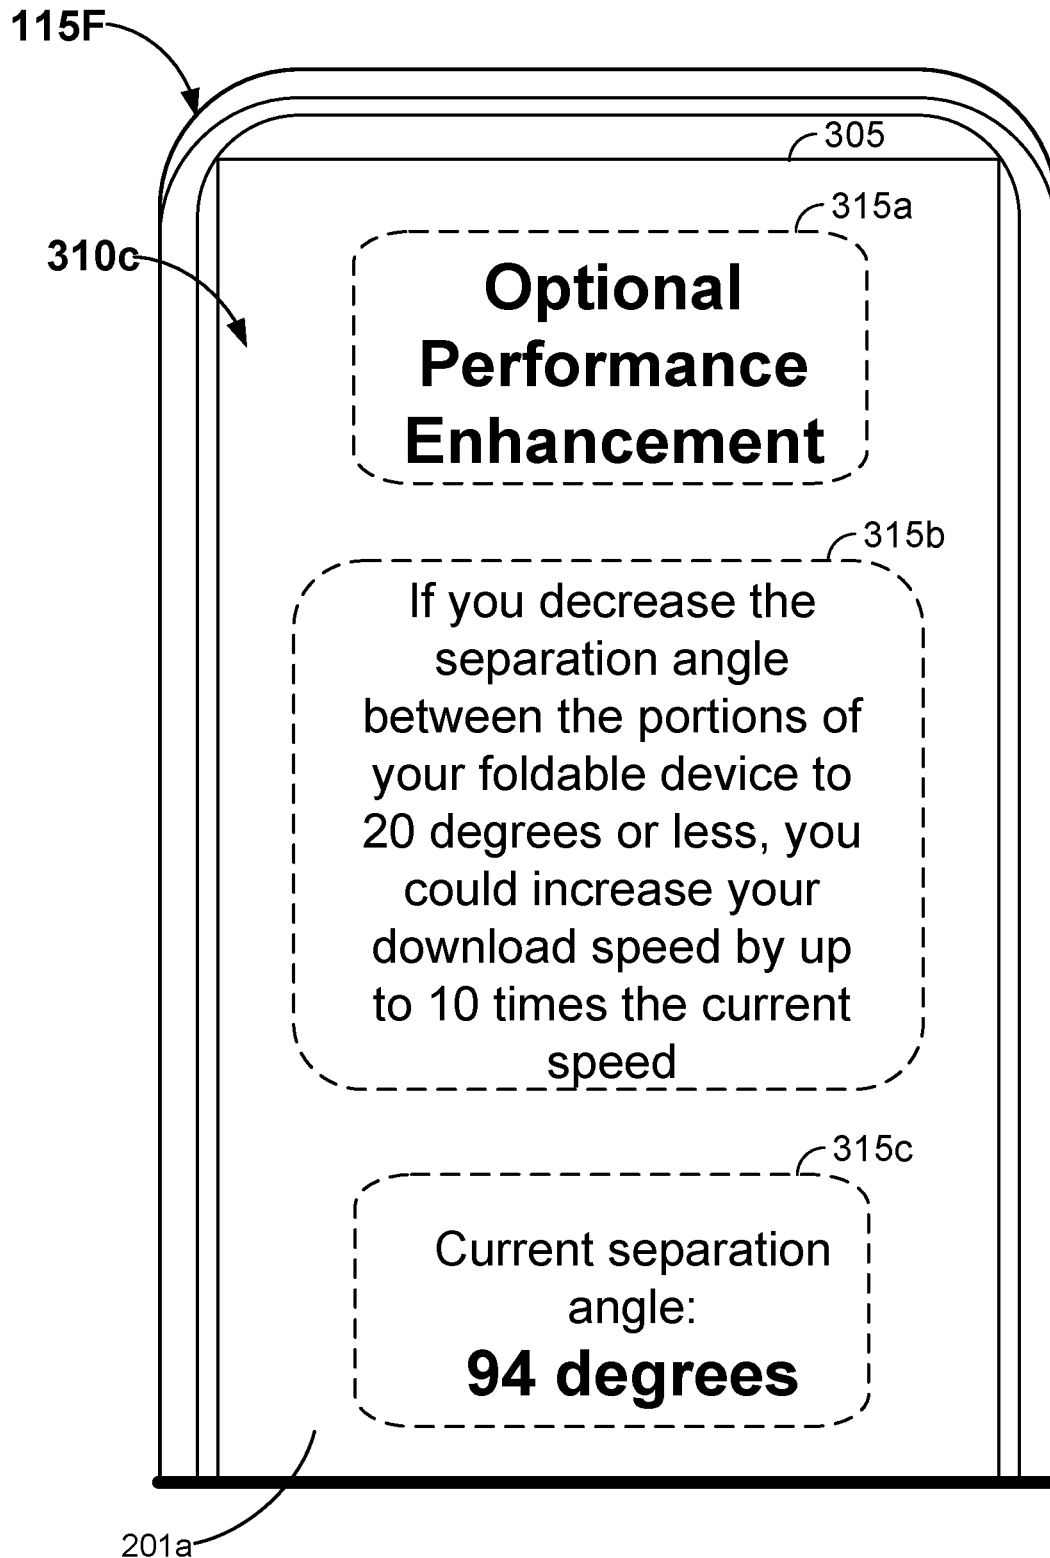 115F
305
315a
310c
Optional
Performance
Enhancement
315b
If you decrease the
separation angle
between the portions of
your foldable device to
20 degrees or less, you
could increase your
download speed by up
to 10 times the current
speed
315c
Current separation
angle:
94 degrees
201a